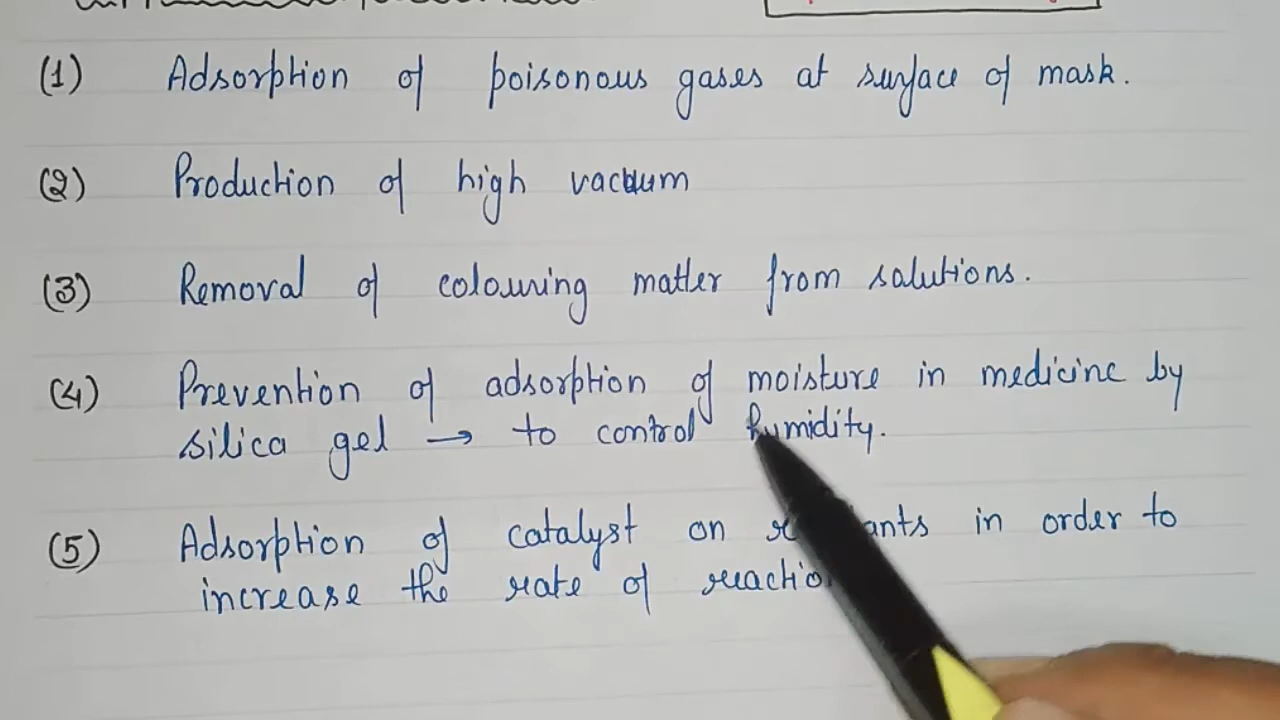 (1) Adsorption of poisonous gases at surface of mask.
(2) Production of high vacuum
(3) Removal of colouring matter from solutions.
(4) Prevention of adsorption of moisture in medicine by
silica gel → to control humidity.
(5) Adsorption of catalyst on in order to
increase the rate of